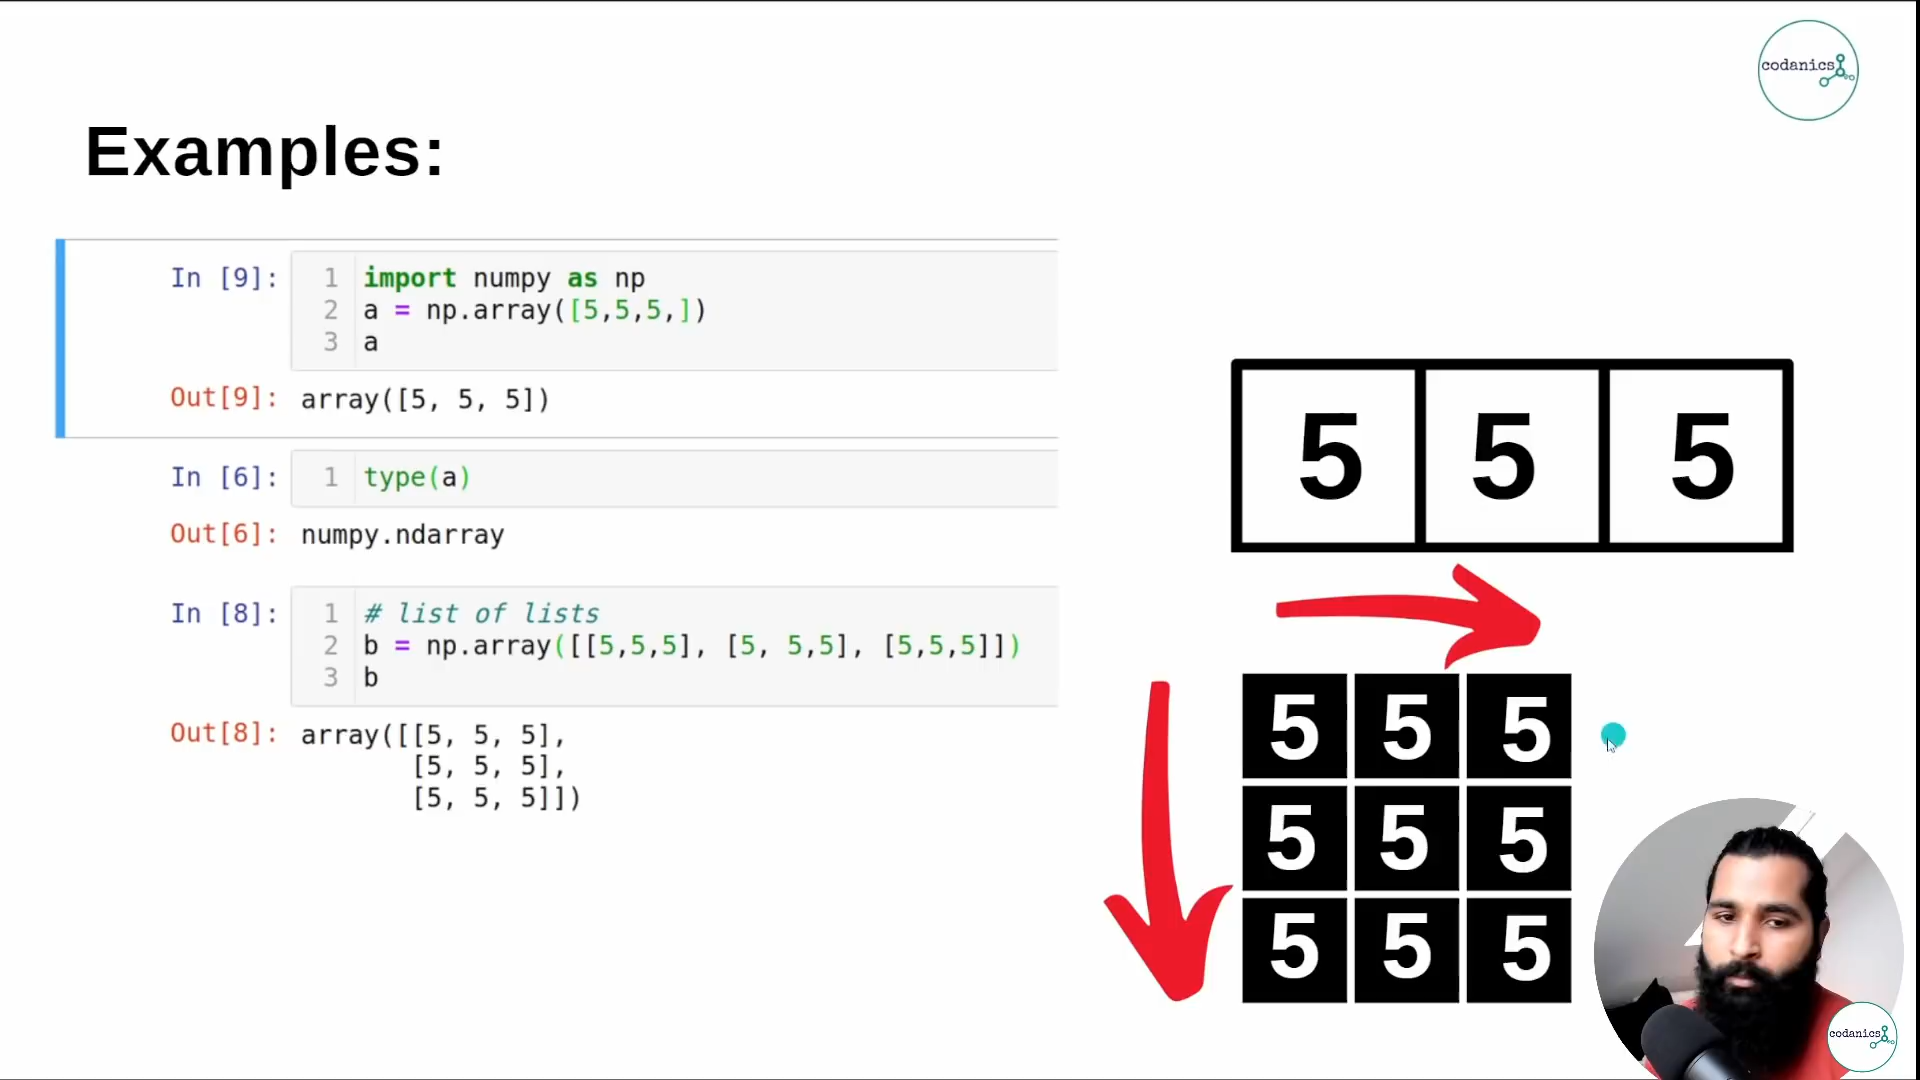 codanics
Examples:
In [9]: 1 import numpy as np
2 a = np.array([5,5,5,])
3 a
Out[9]: array([5, 5, 5])
In [6]: 1 type(a)
Out[6]: numpy.ndarray
In [8]: 1 # list of lists
2 b = np.array([[5,5,5], [5, 5,5], [5,5,5]])
3 b
Out[8]: array([[5, 5, 5],
[5, 5, 5],
[5, 5, 5]])
5 5 5
5 5 5
5 5 5
5 5 5
codanics